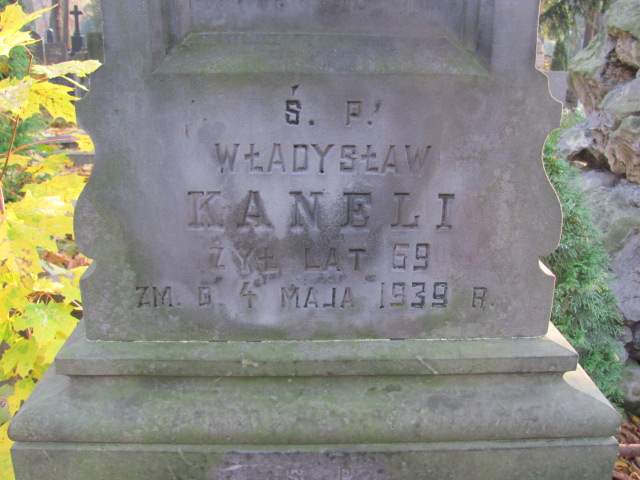 Ś. P.
WŁADYSŁAW
KANELI
ŻYŁ LAT 69
ZM. D. 4 MAJA 1939 R.
Ś. P.